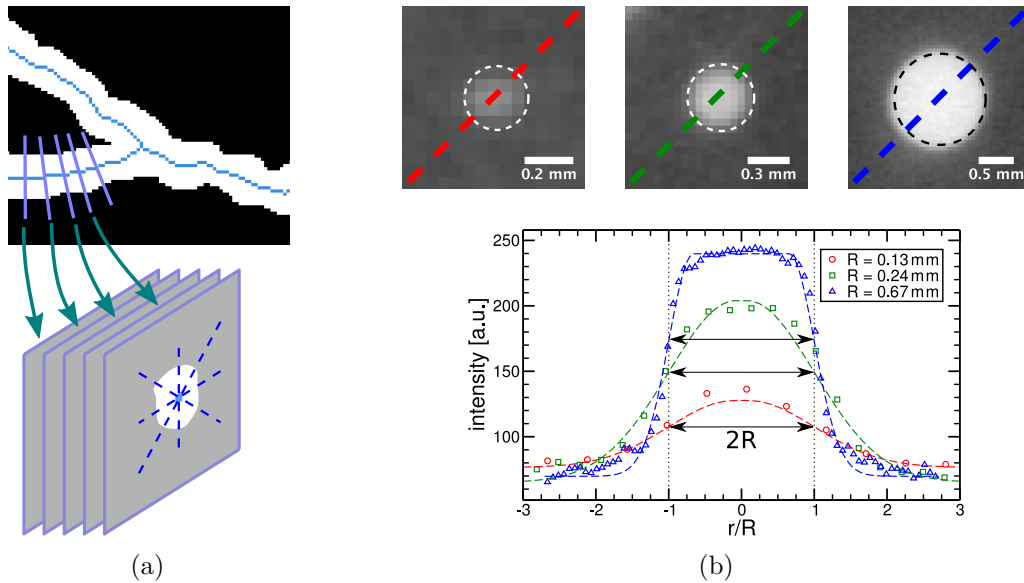 0.2 mm
0.3 mm
0.5 mm
250
200
150
100
intensity [a.u.]
R = 0.13 mm
R = 0.24 mm
R = 0.67 mm
2R
-3 -2 -1 0 1 2 3
r/R
(a)
(b)